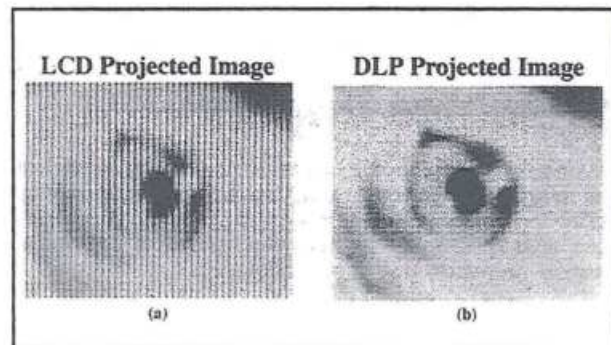 LCD Projected Image
DLP Projected Image
(a)
(b)